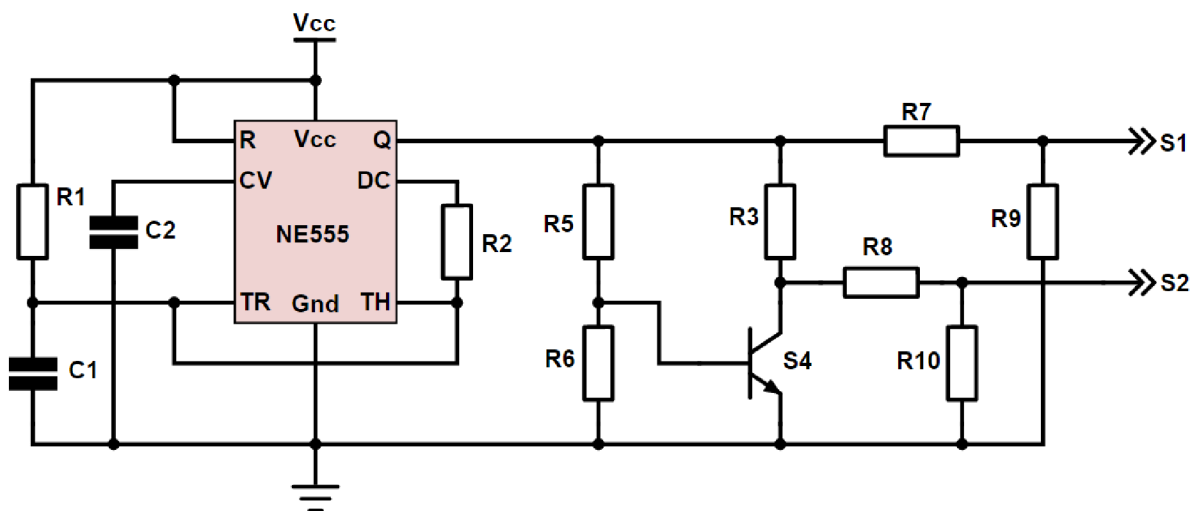 Vcc
R Vcc Q
CV DC
NE555
TR Gnd TH
R1
C2
R2
C1
R5
R3
R7
R9
S1
R8
S2
R6
S4
R10